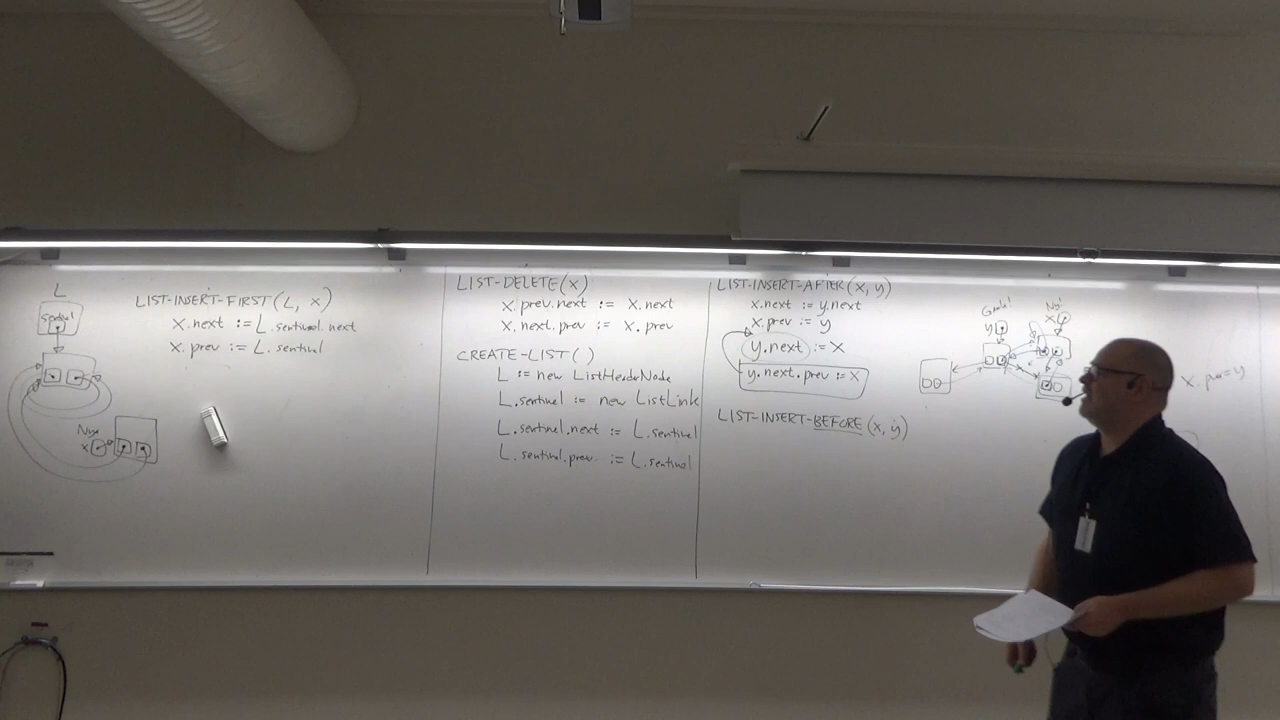 L
sentinel
Nya
x
LIST-INSERT-FIRST(L, x)
x.next := L.sentinel.next
x.prev := L.sentinel
LIST-DELETE(x)
x.prev.next := x.next
x.next.prev := x.prev
CREATE-LIST()
L := new ListHeaderNode
L.sentinel := new ListLink
L.sentinel.next := L.sentinel
L.sentinel.prev := L.sentinel
LIST-INSERT-AFTER(x, y)
x.next := y.next
x.prev := y
y.next := x
y.next.prev := x
LIST-INSERT-BEFORE(x, y)
Gamla!
y
Ny!
x
x.prev=y